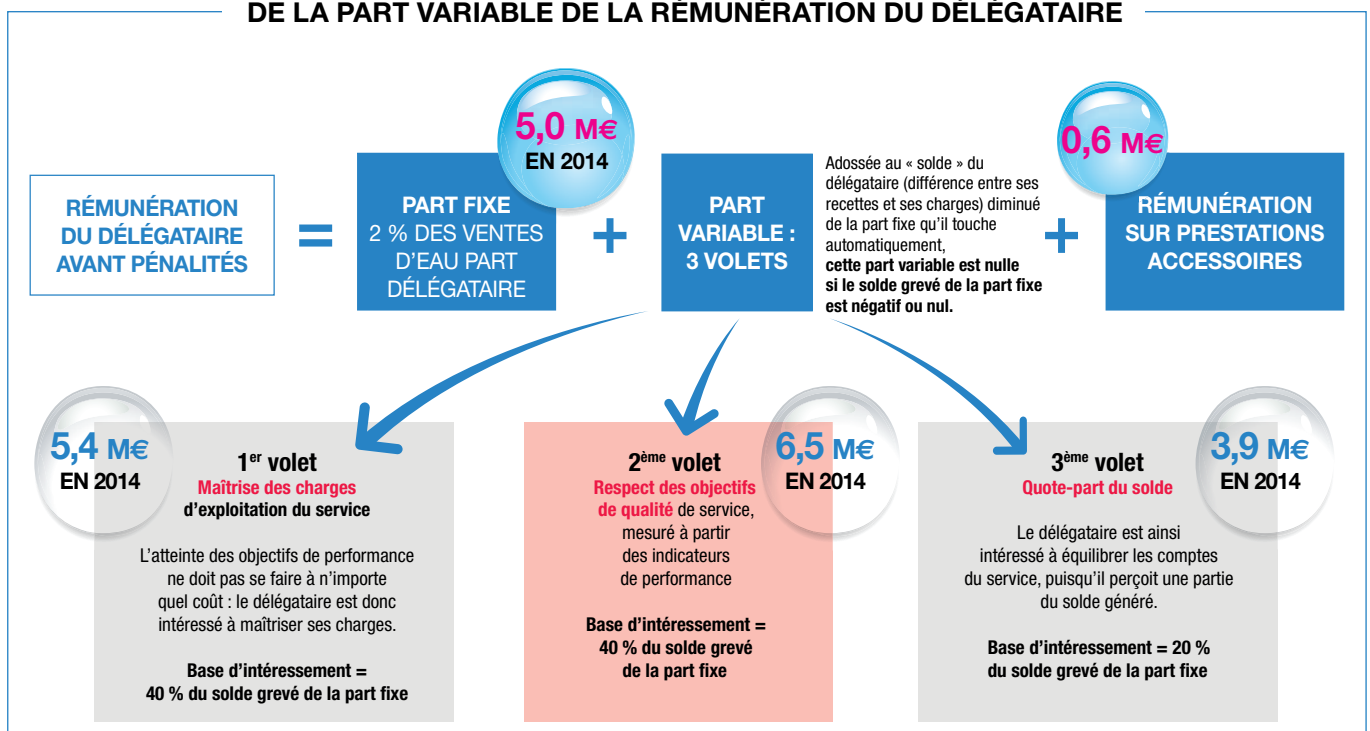 DE LA PART VARIABLE DE LA RÉMUNÉRATION DU DÉLÉGATAIRE
RÉMUNÉRATION
DU DÉLÉGATAIRE
AVANT PÉNALITÉS
=
5,0 M€
EN 2014
PART FIXE
2 % DES VENTES
D'EAU PART
DÉLÉGATAIRE
+
PART
VARIABLE :
3 VOLETS
Adossée au « solde » du
délégataire (différence entre ses
recettes et ses charges) diminué
de la part fixe qu'il touche
automatiquement,
cette part variable est nulle
si le solde grevé de la part fixe
est négatif ou nul.
+
0,6 M€
RÉMUNÉRATION
SUR PRESTATIONS
ACCESSOIRES
5,4 M€
EN 2014
1er volet
Maîtrise des charges
d'exploitation du service
L'atteinte des objectifs de performance
ne doit pas se faire à n'importe
quel coût : le délégataire est donc
intéressé à maîtriser ses charges.
Base d'intéressement =
40 % du solde grevé de la part fixe
6,5 M€
EN 2014
2ème volet
Respect des objectifs
de qualité de service,
mesuré à partir
des indicateurs
de performance
Base d'intéressement =
40 % du solde grevé
de la part fixe
3,9 M€
EN 2014
3ème volet
Quote-part du solde
Le délégataire est ainsi
intéressé à équilibrer les comptes
du service, puisqu'il perçoit une partie
du solde généré.
Base d'intéressement = 20 %
du solde grevé de la part fixe